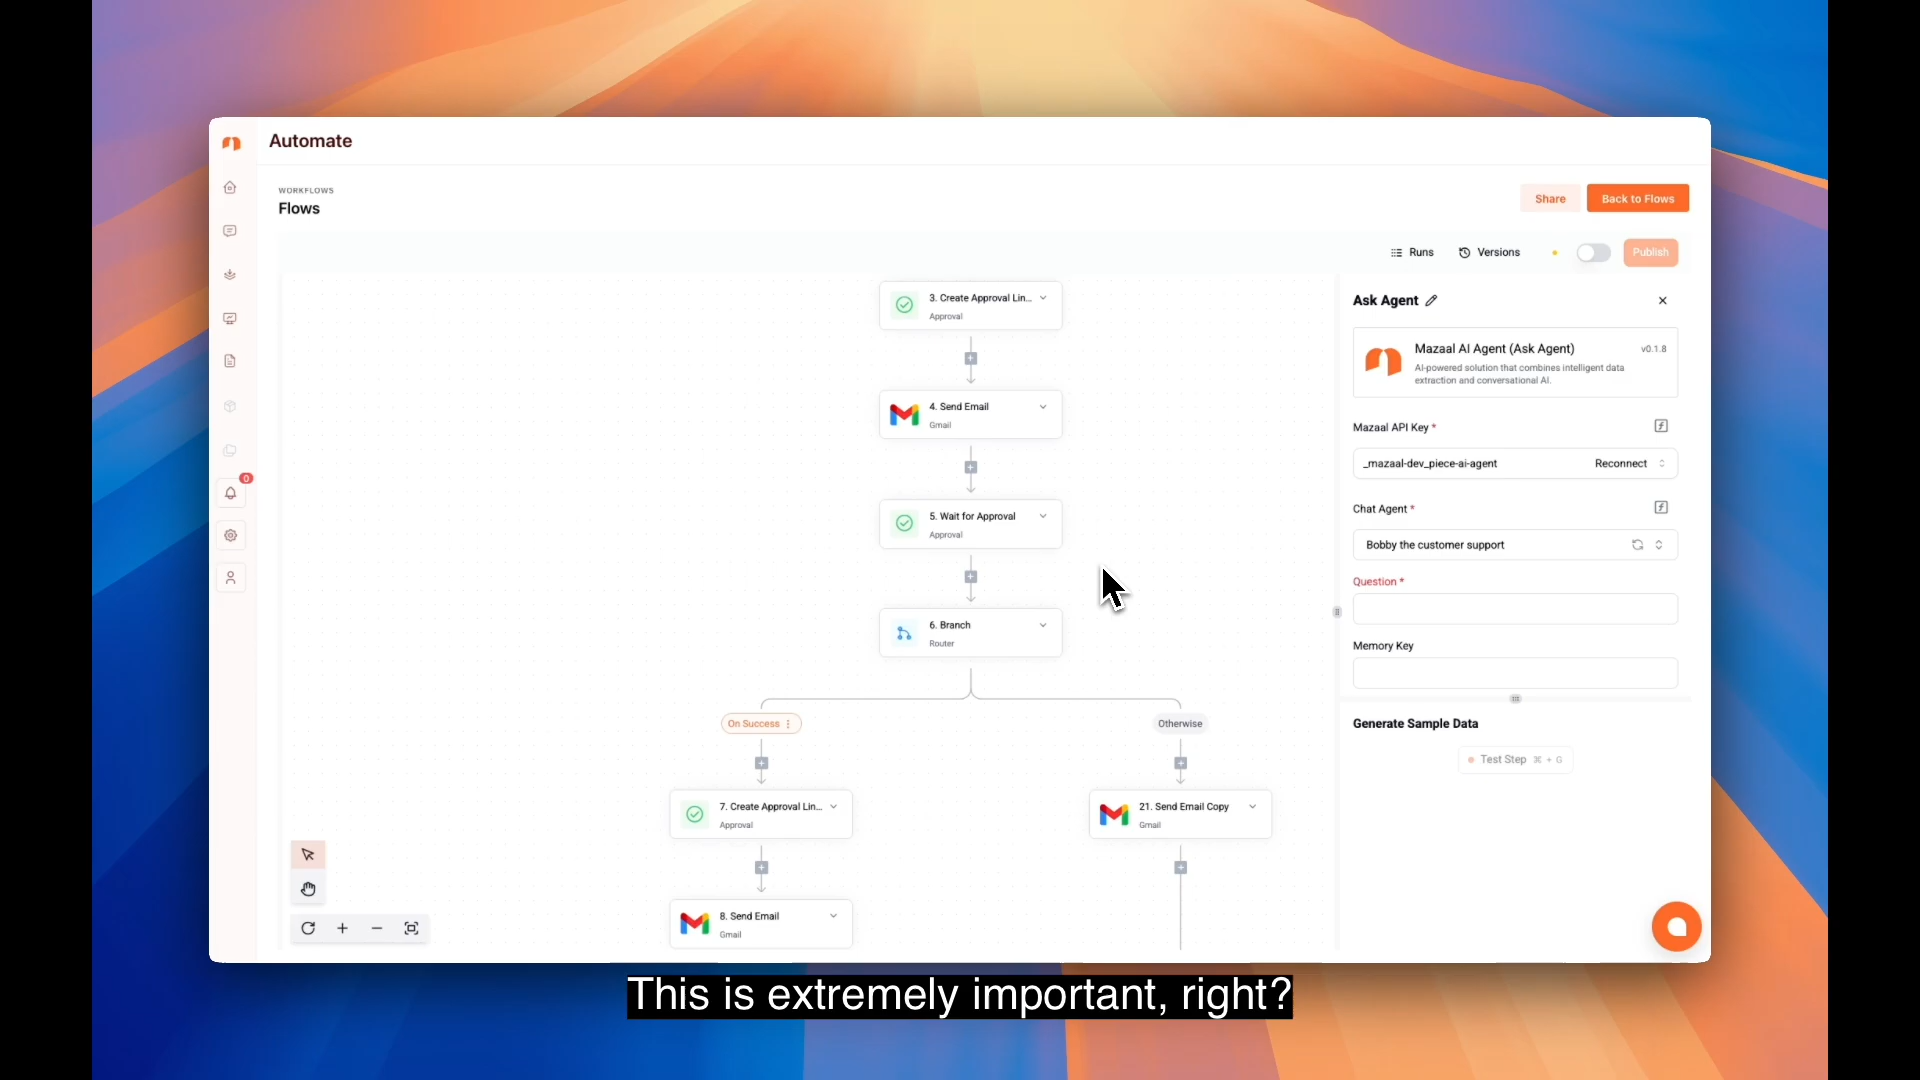 Automate
WORKFLOWS
Flows
Share
Back to Flows
Runs
Versions
Publish
3. Create Approval Lin...
Approval
4. Send Email
Gmail
5. Wait for Approval
Approval
6. Branch
Router
On Success
Otherwise
7. Create Approval Lin...
Approval
21. Send Email Copy
Gmail
8. Send Email
Gmail
0
Ask Agent
Mazaal AI Agent (Ask Agent)
v0.1.8
AI-powered solution that combines intelligent data
extraction and conversational AI.
Mazaal API Key *
_mazaal-dev_piece-ai-agent
Reconnect
Chat Agent *
Bobby the customer support
Question *
Memory Key
Generate Sample Data
Test Step ⌘ + G
This is extremely important, right?